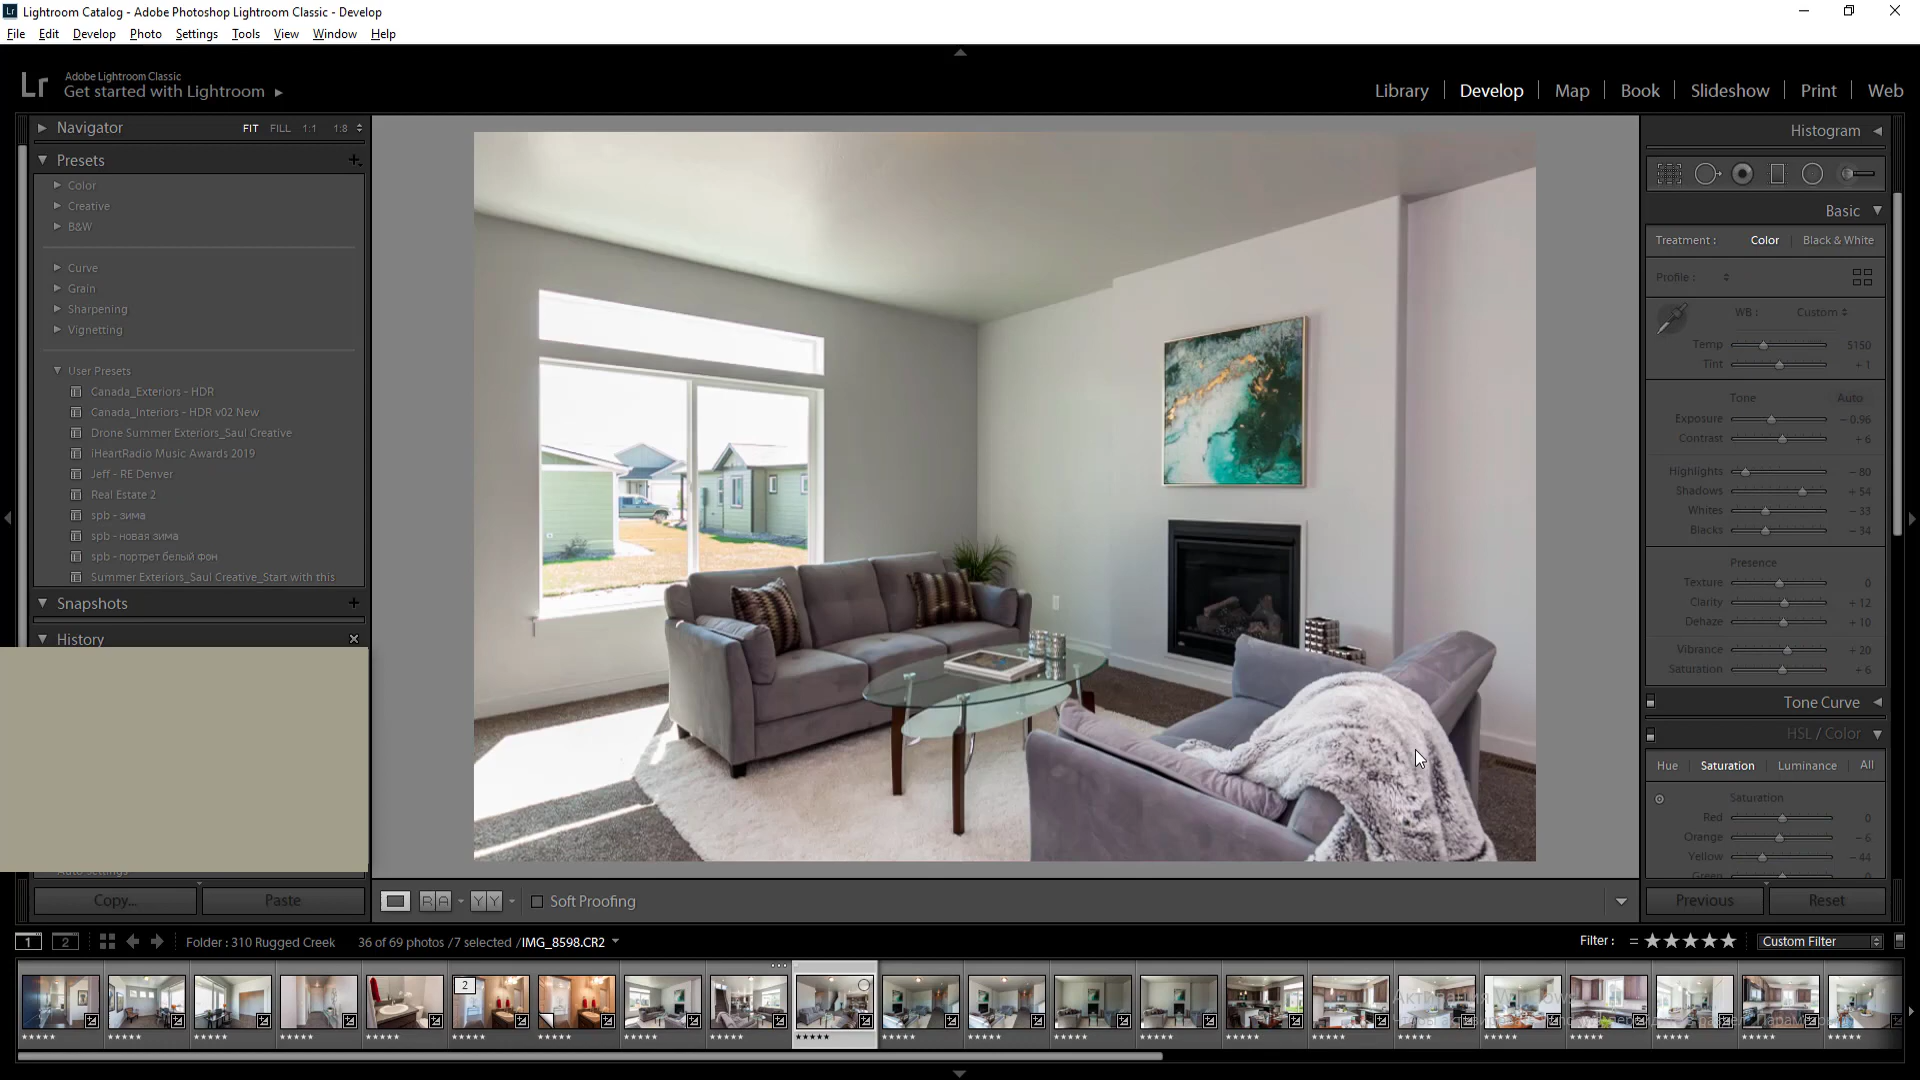 Lightroom Catalog - Adobe Photoshop Lightroom Classic - Develop
File Edit Develop Photo Settings Tools View Window Help
Lr
Adobe Lightroom Classic
Get started with Lightroom
Library Develop Map Book Slideshow Print Web
Navigator FIT FILL 1:1 1:8
Presets
Color
Creative
B&W
Curve
Grain
Sharpening
Vignetting
User Presets
Canada_Exteriors - HDR
Canada_Interiors - HDR v02 New
Drone Summer Exteriors_Saul Creative
iHeartRadio Music Awards 2019
Jeff - RE Denver
Real Estate 2
spb - зима
spb - новая зима
spb - портрет белый фон
Summer Exteriors_Saul Creative_Start with this
Snapshots
History
Auto Settings
Copy... Paste
Histogram
Basic
Treatment : Color Black & White
Profile :
WB : Custom
Temp 5150
Tint + 1
Tone Auto
Exposure − 0.96
Contrast + 6
Highlights − 80
Shadows + 54
Whites − 33
Blacks − 34
Presence
Texture 0
Clarity + 12
Dehaze + 10
Vibrance + 20
Saturation + 6
Tone Curve
HSL / Color
Hue Saturation Luminance All
Saturation
Red 0
Orange − 6
Yellow − 44
Green 0
Previous Reset
R A Y Y Soft Proofing
1 2 Folder : 310 Rugged Creek 36 of 69 photos /7 selected /IMG_8598.CR2
Filter : Custom Filter
2
Активация Windows